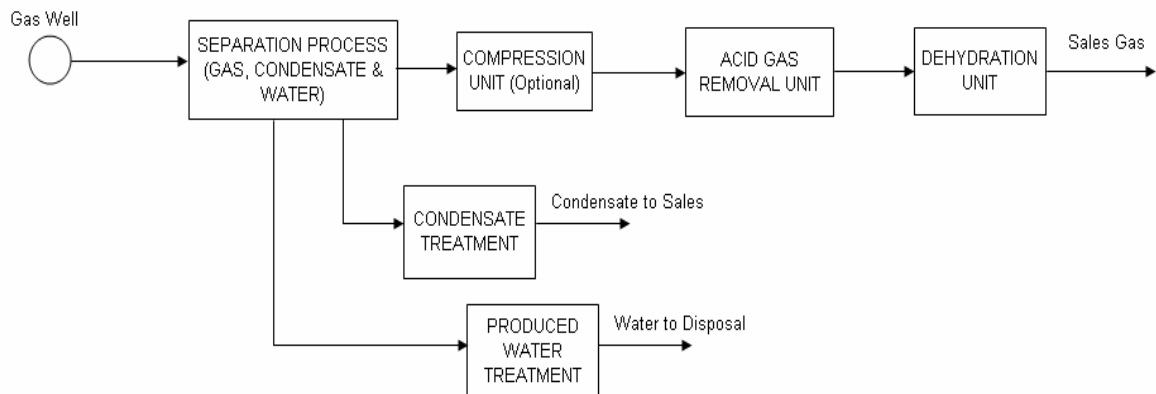 Gas Well
SEPARATION PROCESS
(GAS, CONDENSATE &
WATER)
COMPRESSION
UNIT (Optional)
ACID GAS
REMOVAL UNIT
DEHYDRATION
UNIT
Sales Gas
CONDENSATE
TREATMENT
Condensate to Sales
PRODUCED
WATER
TREATMENT
Water to Disposal